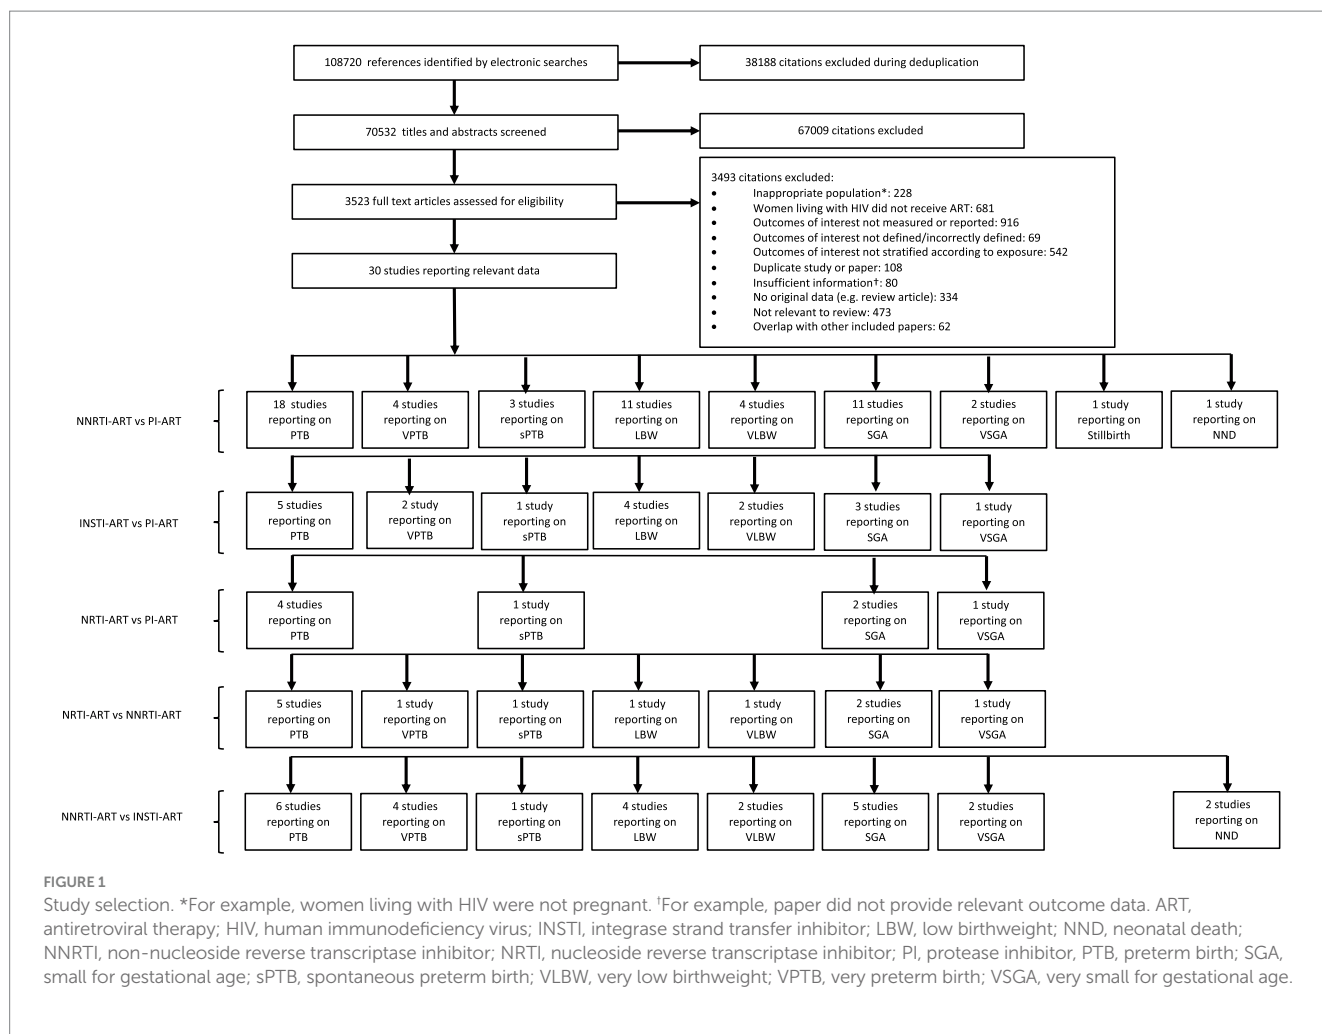 108720 references identified by electronic searches
38188 citations excluded during deduplication
70532 titles and abstracts screened
67009 citations excluded
3523 full text articles assessed for eligibility
3493 citations excluded:
• Inappropriate population*: 228
• Women living with HIV did not receive ART: 681
• Outcomes of interest not measured or reported: 916
• Outcomes of interest not defined/incorrectly defined: 69
• Outcomes of interest not stratified according to exposure: 542
• Duplicate study or paper: 108
• Insufficient information†: 80
• No original data (e.g. review article): 334
• Not relevant to review: 473
• Overlap with other included papers: 62
30 studies reporting relevant data
NNRTI-ART vs PI-ART
18 studies
reporting on
PTB
4 studies
reporting on
VPTB
3 studies
reporting on
sPTB
11 studies
reporting on
LBW
4 studies
reporting on
VLBW
11 studies
reporting on
SGA
2 studies
reporting on
VSGA
1 study
reporting on
Stillbirth
1 study
reporting on
NND
INSTI-ART vs PI-ART
5 studies
reporting on
PTB
2 study
reporting on
VPTB
1 study
reporting on
sPTB
4 studies
reporting on
LBW
2 studies
reporting on
VLBW
3 studies
reporting on
SGA
1 study
reporting on
VSGA
NRTI-ART vs PI-ART
4 studies
reporting on
PTB
1 study
reporting on
sPTB
2 studies
reporting on
SGA
1 study
reporting on
VSGA
NRTI-ART vs NNRTI-ART
5 studies
reporting on
PTB
1 study
reporting on
VPTB
1 study
reporting on
sPTB
1 study
reporting on
LBW
1 study
reporting on
VLBW
2 studies
reporting on
SGA
1 study
reporting on
VSGA
NNRTI-ART vs INSTI-ART
6 studies
reporting on
PTB
4 studies
reporting on
VPTB
1 study
reporting on
sPTB
4 studies
reporting on
LBW
2 studies
reporting on
VLBW
5 studies
reporting on
SGA
2 studies
reporting on
VSGA
2 studies
reporting on
NND
FIGURE 1
Study selection. *For example, women living with HIV were not pregnant. †For example, paper did not provide relevant outcome data. ART,
antiretroviral therapy; HIV, human immunodeficiency virus; INSTI, integrase strand transfer inhibitor; LBW, low birthweight; NND, neonatal death;
NNRTI, non-nucleoside reverse transcriptase inhibitor; NRTI, nucleoside reverse transcriptase inhibitor; PI, protease inhibitor, PTB, preterm birth; SGA,
small for gestational age; sPTB, spontaneous preterm birth; VLBW, very low birthweight; VPTB, very preterm birth; VSGA, very small for gestational age.